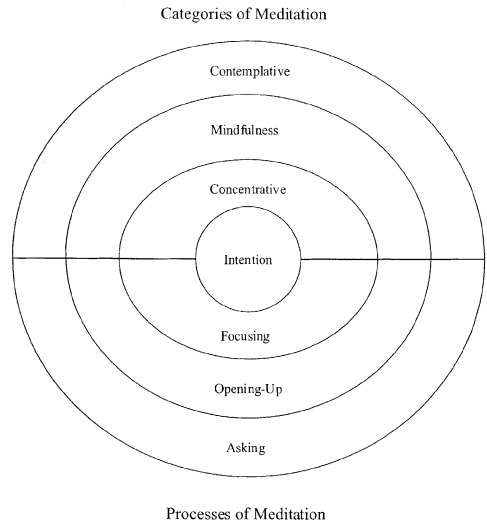 Categories of Meditation
Contemplative
Mindfulness
Concentrative
Intention
Focusing
Opening-Up
Asking
Processes of Meditation